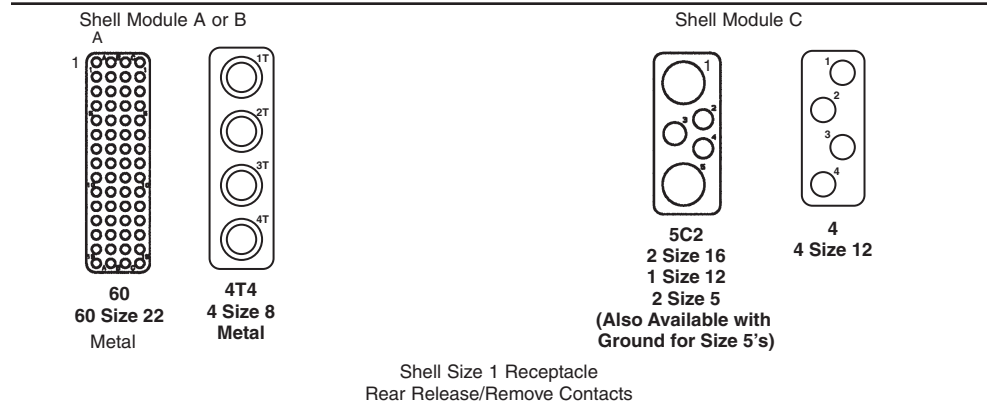 Shell Module A or B
A
1
60
60 Size 22
Metal
1T
2T
3T
4T
4T4
4 Size 8
Metal
Shell Module C
1
2
3
4
5
5C2
2 Size 16
1 Size 12
2 Size 5
(Also Available with
Ground for Size 5's)
1
2
3
4
4
4 Size 12
Shell Size 1 Receptacle
Rear Release/Remove Contacts